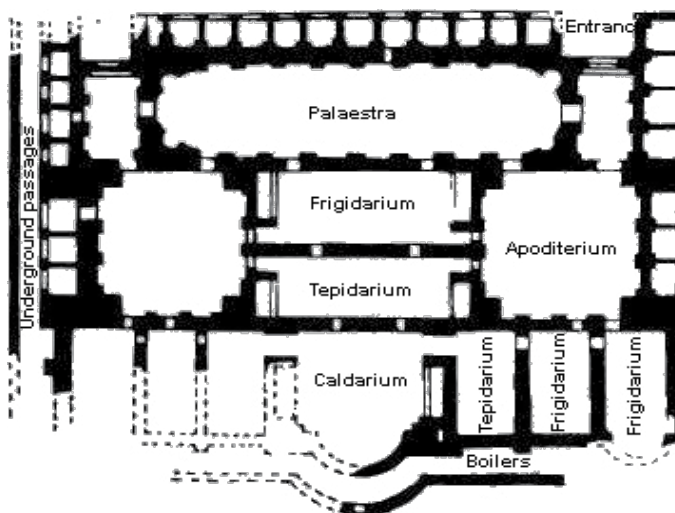 Entranc
Palaestra
Underground passages
Frigidarium
Apoditerium
Tepidarium
Caldarium
Tepidarium
Frigidarium
Frigidarium
Boilers